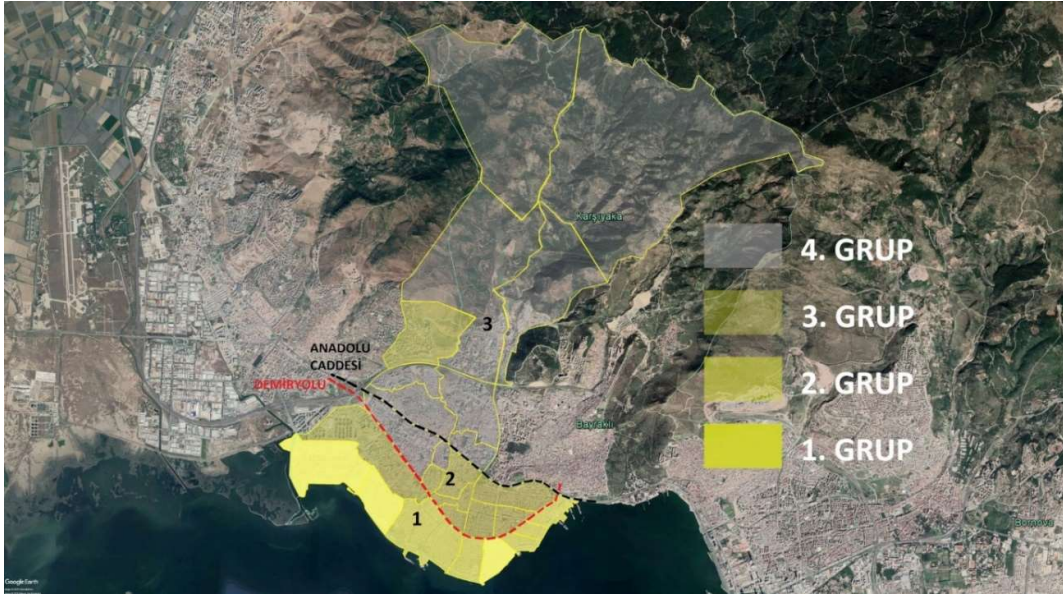 Karşıyaka
4. GRUP
3. GRUP
3
ANADOLU
CADDESİ
DEMİRYOLU
2. GRUP
Bayraklı
1. GRUP
2
1
Bornova
Google Earth